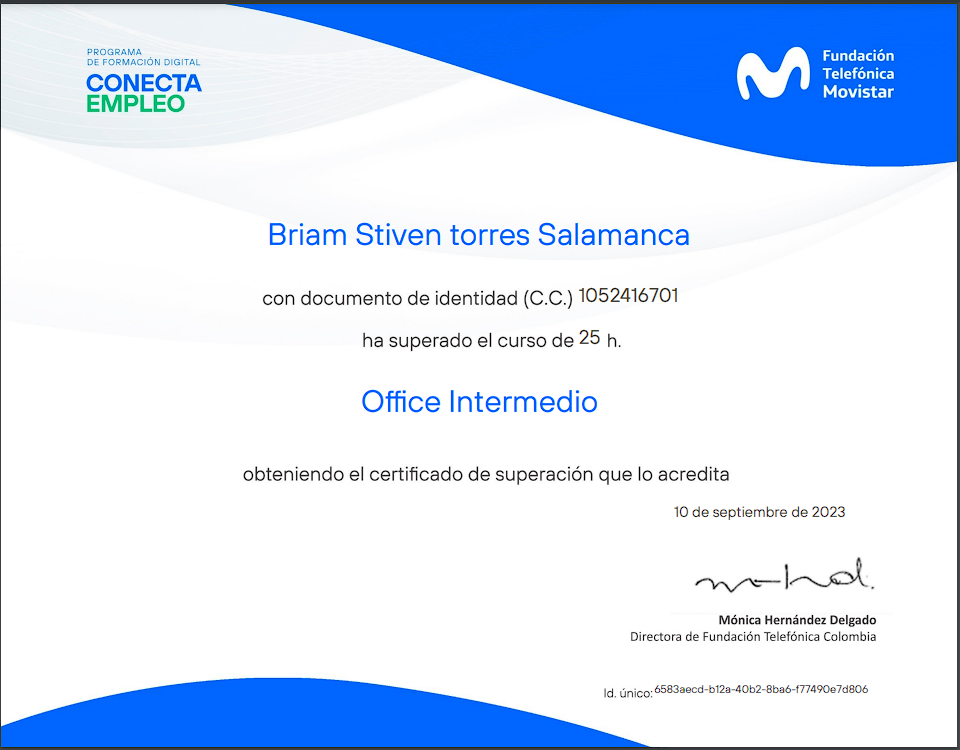 PROGRAMA
DE FORMACIÓN DIGITAL
CONECTA
EMPLEO
Fundación
Telefónica
Movistar
Briam Stiven torres Salamanca
con documento de identidad (C.C.) 1052416701
ha superado el curso de 25 h.
Office Intermedio
obteniendo el certificado de superación que lo acredita
10 de septiembre de 2023
Mónica Hernández Delgado
Directora de Fundación Telefónica Colombia
Id. único: 6583aecd-b12a-40b2-8ba6-f77490e7d806